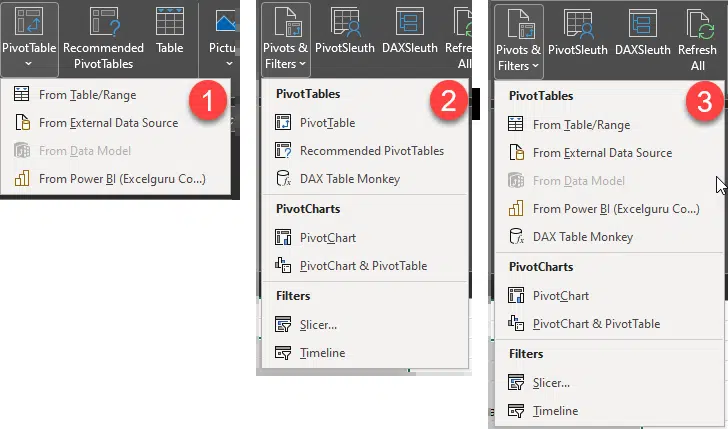 PivotTable
Recommended
PivotTables
Table
Pictu
1
From Table/Range
From External Data Source
From Data Model
From Power BI (Excelguru Co...)
Pivots &
Filters
PivotSleuth
DAXSleuth
Refre
All
2
PivotTables
PivotTable
Recommended PivotTables
DAX Table Monkey
PivotCharts
PivotChart
PivotChart & PivotTable
Filters
Slicer...
Timeline
Pivots &
Filters
PivotSleuth
DAXSleuth
Refresh
All
3
PivotTables
From Table/Range
From External Data Source
From Data Model
From Power BI (Excelguru Co...)
DAX Table Monkey
PivotCharts
PivotChart
PivotChart & PivotTable
Filters
Slicer...
Timeline